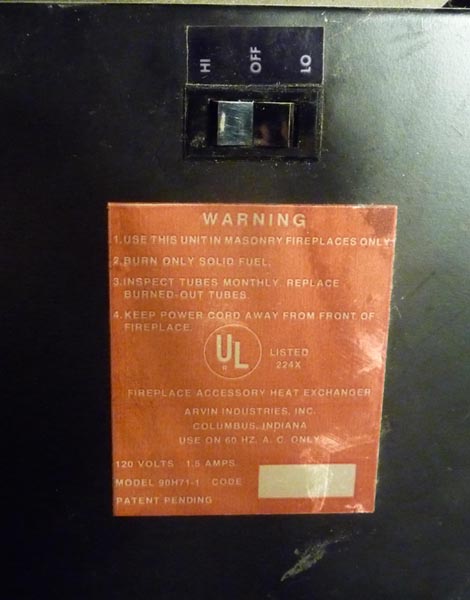 HI OFF LO
WARNING
1. USE THIS UNIT IN MASONRY FIREPLACES ONLY
2. BURN ONLY SOLID FUEL.
3. INSPECT TUBES MONTHLY. REPLACE
BURNED-OUT TUBES.
4. KEEP POWER CORD AWAY FROM FRONT OF
FIREPLACE.
UL
®
LISTED
224X
FIREPLACE ACCESSORY HEAT EXCHANGER
ARVIN INDUSTRIES, INC.
COLUMBUS, INDIANA
USE ON 60 HZ. A.C. ONLY
120 VOLTS 1.5 AMPS.
MODEL 90H71-1 CODE
PATENT PENDING